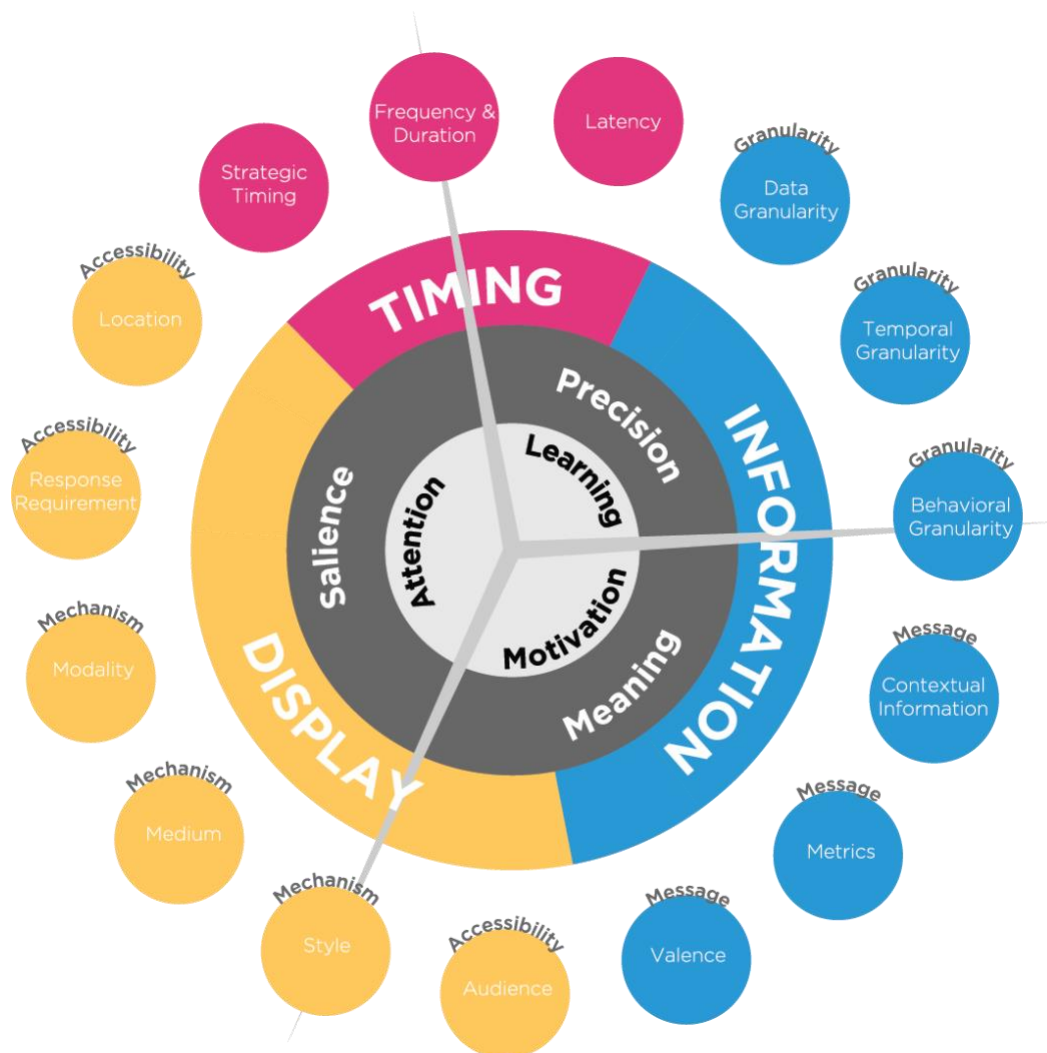 Frequency &
Duration
Latency
Granularity
Data
Granularity
Granularity
Temporal
Granularity
Granularity
Behavioral
Granularity
Message
Contextual
Information
Message
Metrics
Message
Valence
Accessibility
Audience
Mechanism
Style
Mechanism
Medium
Mechanism
Modality
Accessibility
Response
Requirement
Accessibility
Location
Strategic
Timing
TIMING
INFORMATION
DISPLAY
Precision
Meaning
Salience
Learning
Motivation
Attention